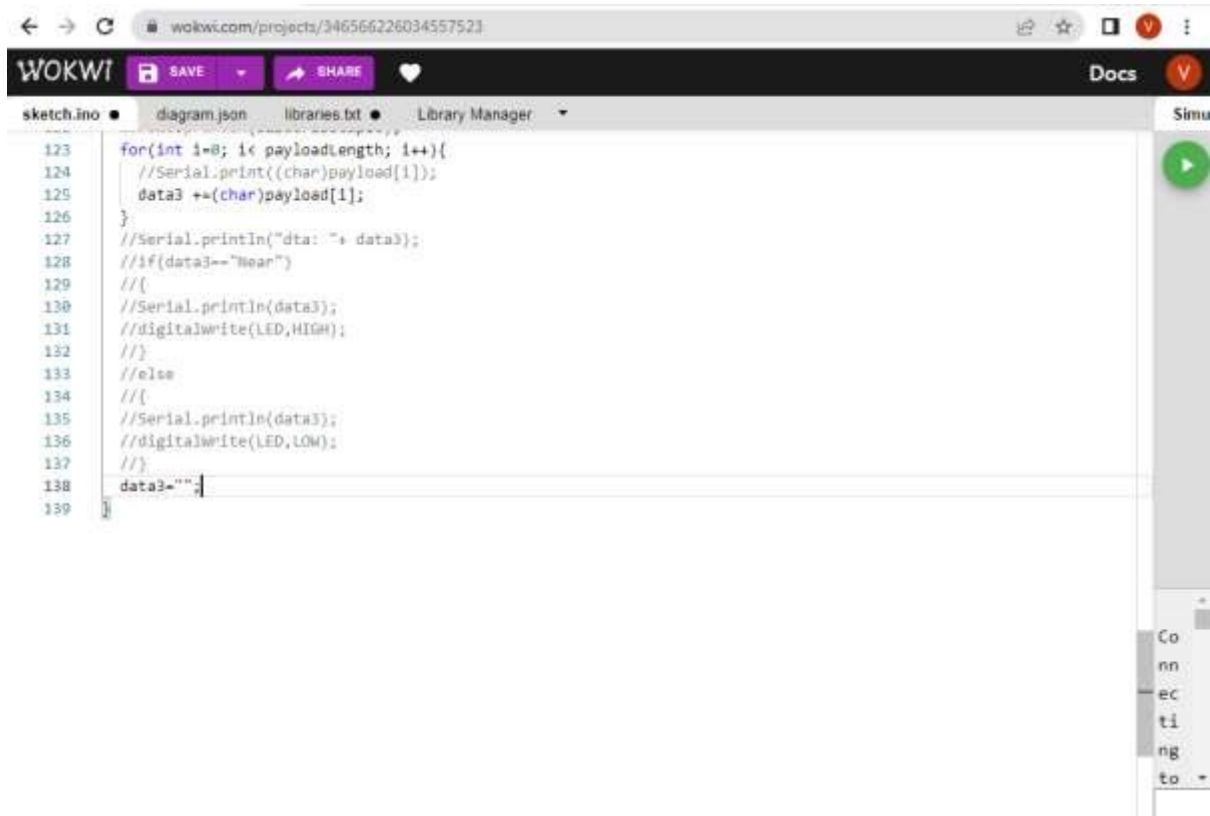 wokwi.com/projects/346566226034557523
V
WOKWI SAVE SHARE Docs V
sketch.ino diagram.json libraries.txt Library Manager Simu
123 for(int i=0; i< payloadLength; i++){
124 //Serial.print((char)payload[i]);
125 data3 +=(char)payload[i];
126 }
127 //Serial.println("dta: "+ data3);
128 //if(data3=="Near")
129 //{
130 //Serial.println(data3);
131 //digitalWrite(LED,HIGH);
132 //}
133 //else
134 //{
135 //Serial.println(data3);
136 //digitalWrite(LED,LOW);
137 //}
138 data3="";
139 }
Co
nn
ec
ti
ng
to